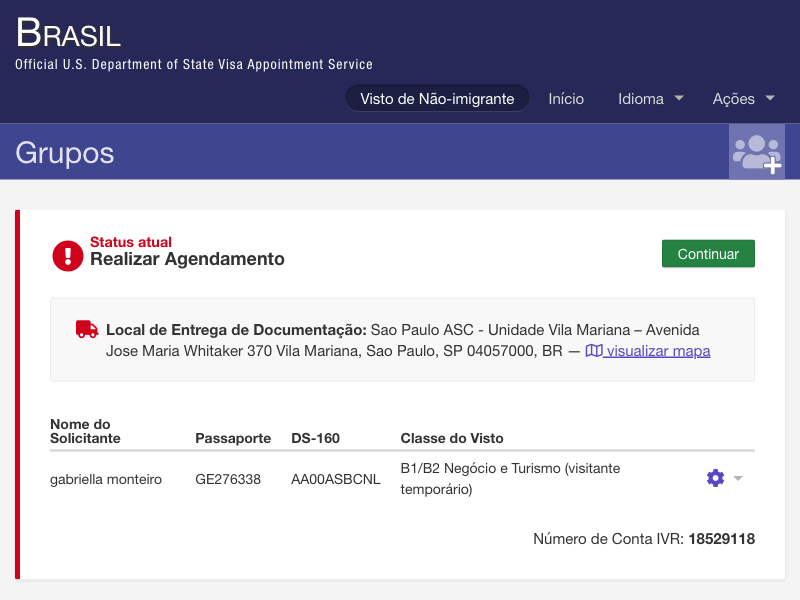 BRASIL
Official U.S. Department of State Visa Appointment Service
Visto de Não-imigrante Início Idioma Ações
Grupos
Status atual
Realizar Agendamento
Continuar
Local de Entrega de Documentação: Sao Paulo ASC - Unidade Vila Mariana – Avenida
Jose Maria Whitaker 370 Vila Mariana, Sao Paulo, SP 04057000, BR — visualizar mapa
Nome do
Solicitante Passaporte DS-160 Classe do Visto
gabriella monteiro GE276338 AA00ASBCNL B1/B2 Negócio e Turismo (visitante
temporário)
Número de Conta IVR: 18529118